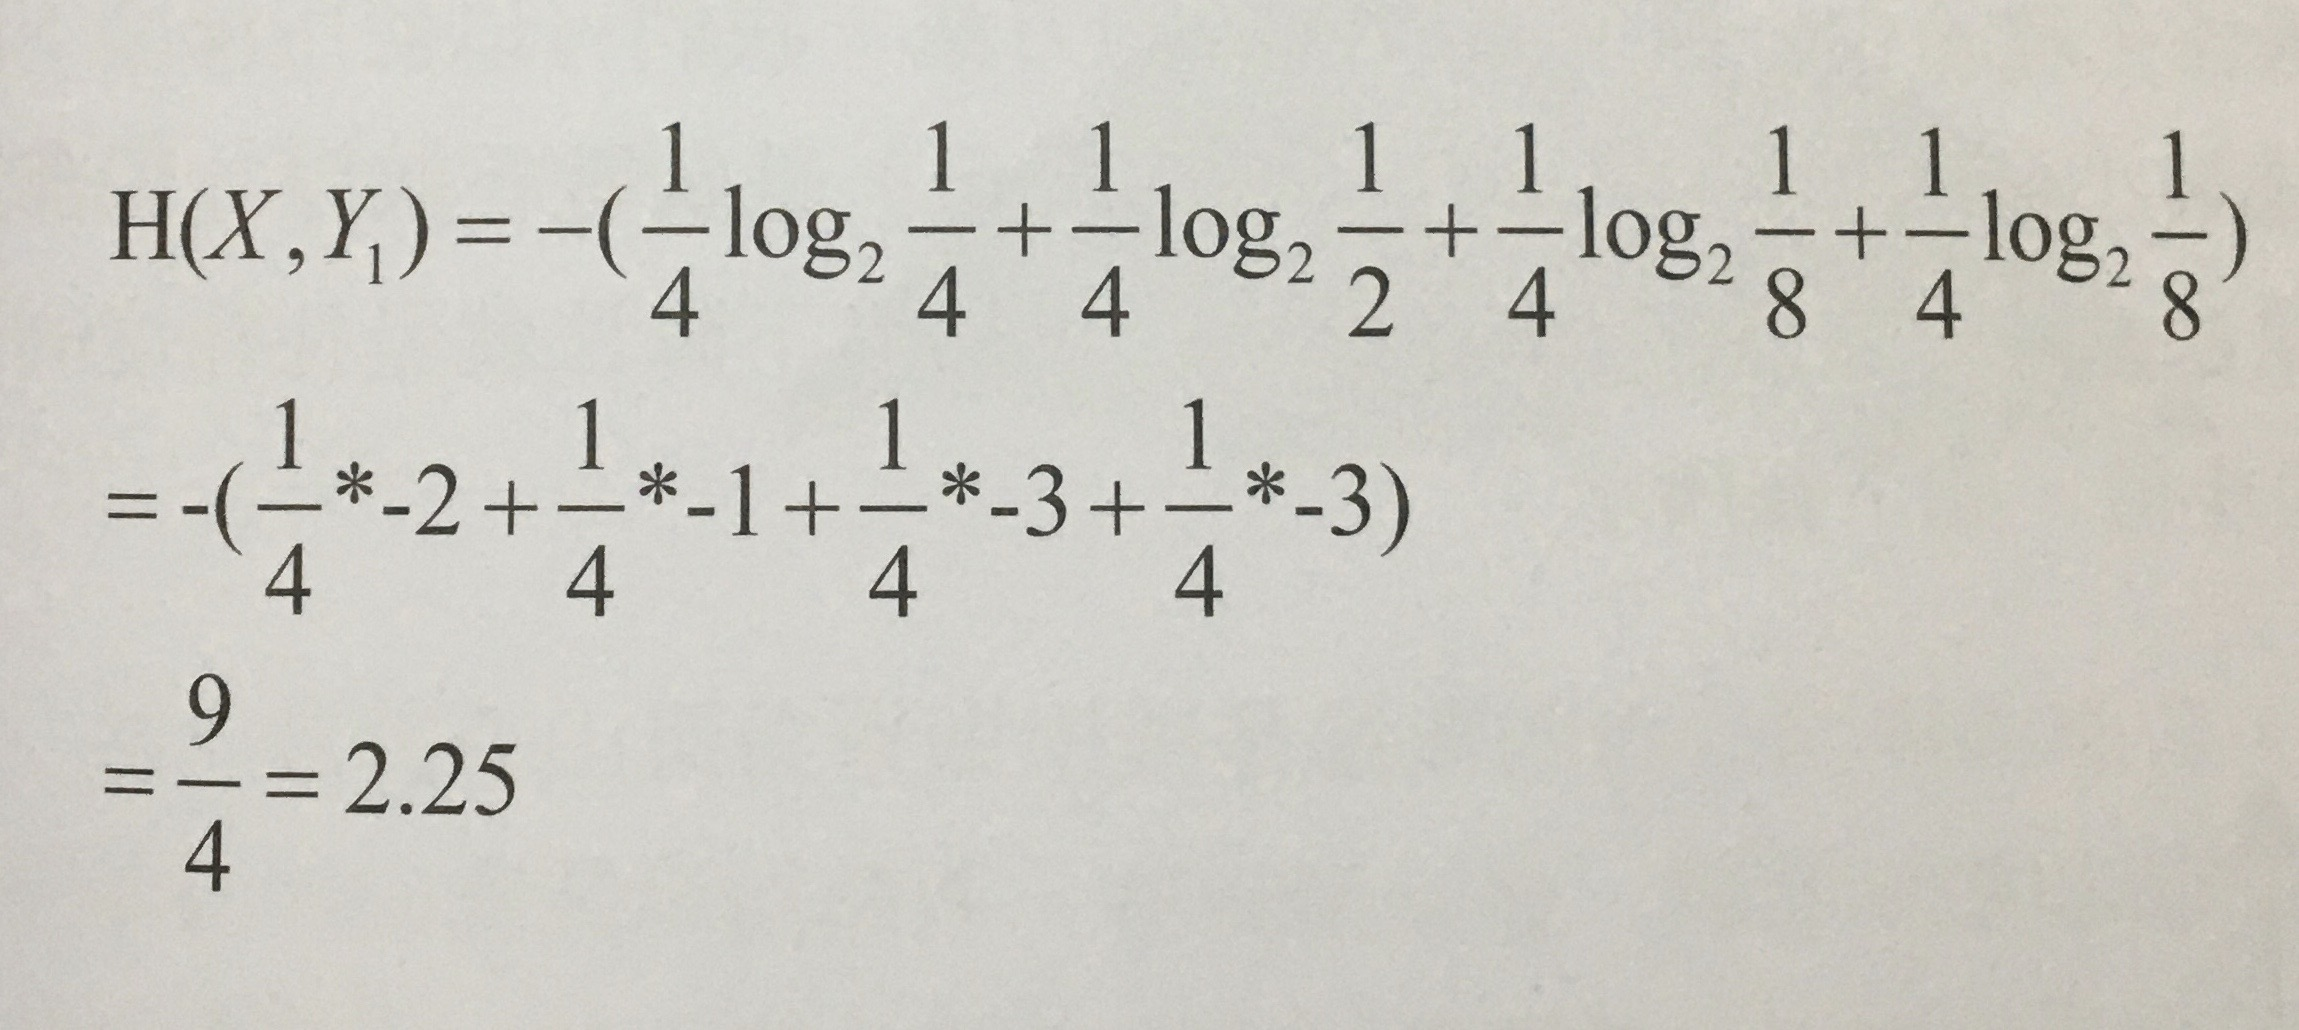 H(X,Y₁) = −(1/4 log₂ 1/4 + 1/4 log₂ 1/2 + 1/4 log₂ 1/8 + 1/4 log₂ 1/8)
= -(1/4 *-2 + 1/4 *-1 + 1/4 *-3 + 1/4 *-3)
= 9/4 = 2.25